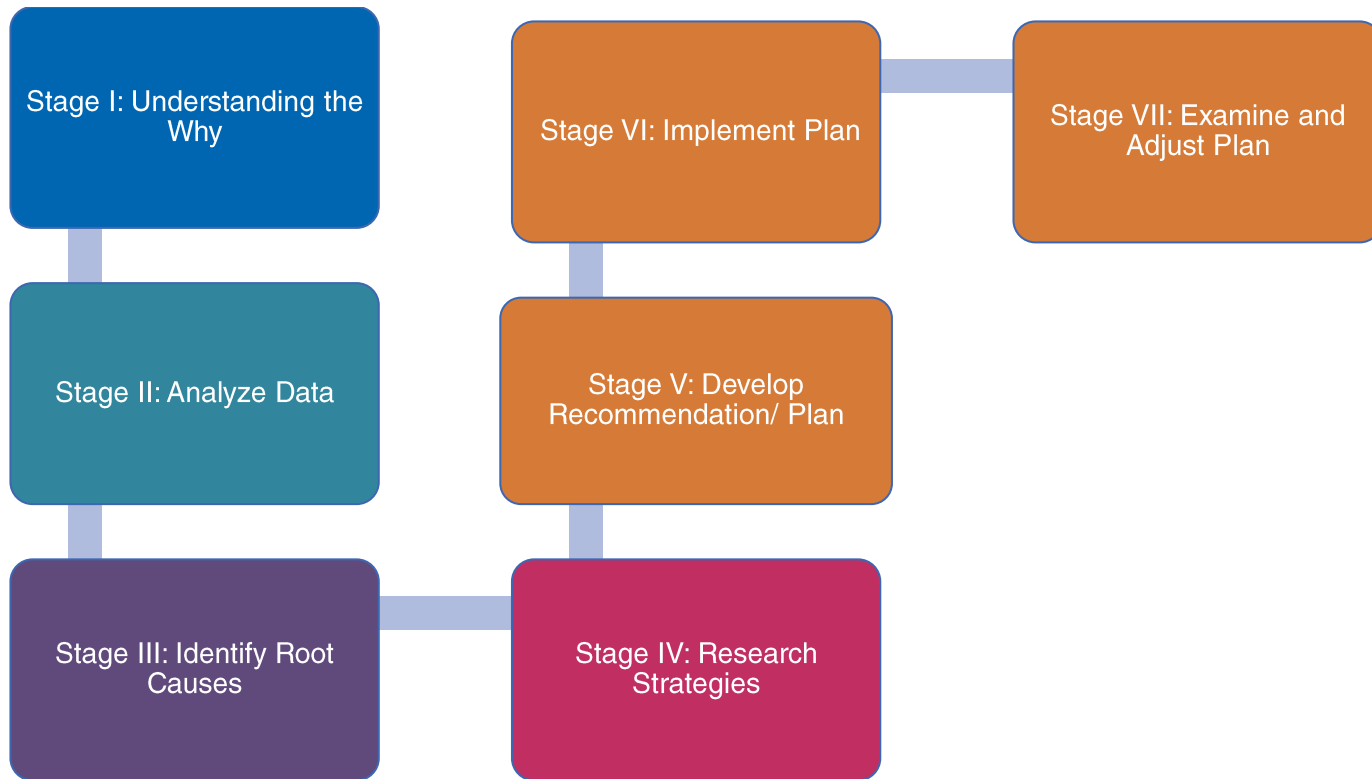 Stage I: Understanding the
Why
Stage II: Analyze Data
Stage III: Identify Root
Causes
Stage IV: Research
Strategies
Stage V: Develop
Recommendation/ Plan
Stage VI: Implement Plan
Stage VII: Examine and
Adjust Plan